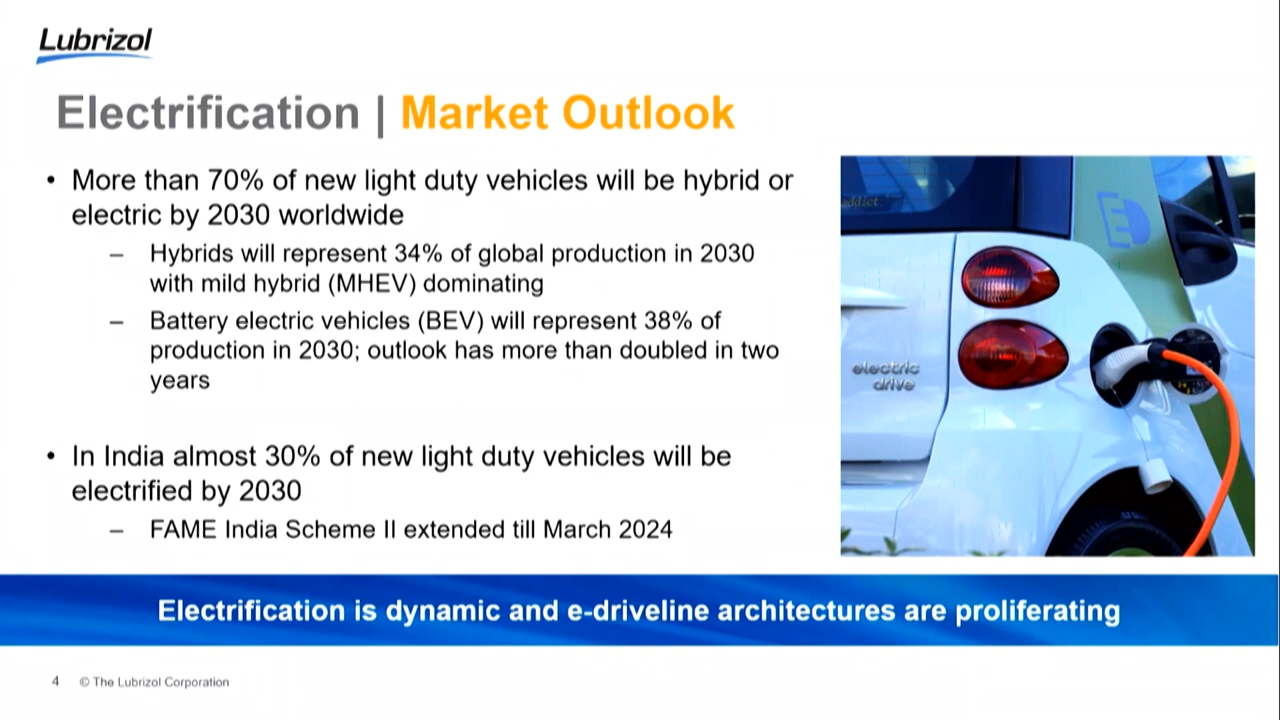 Lubrizol
Electrification | Market Outlook
• More than 70% of new light duty vehicles will be hybrid or
electric by 2030 worldwide
– Hybrids will represent 34% of global production in 2030
with mild hybrid (MHEV) dominating
– Battery electric vehicles (BEV) will represent 38% of
production in 2030; outlook has more than doubled in two
years
• In India almost 30% of new light duty vehicles will be
electrified by 2030
– FAME India Scheme II extended till March 2024
addict
ED
electric
drive
Electrification is dynamic and e-driveline architectures are proliferating
4 © The Lubrizol Corporation